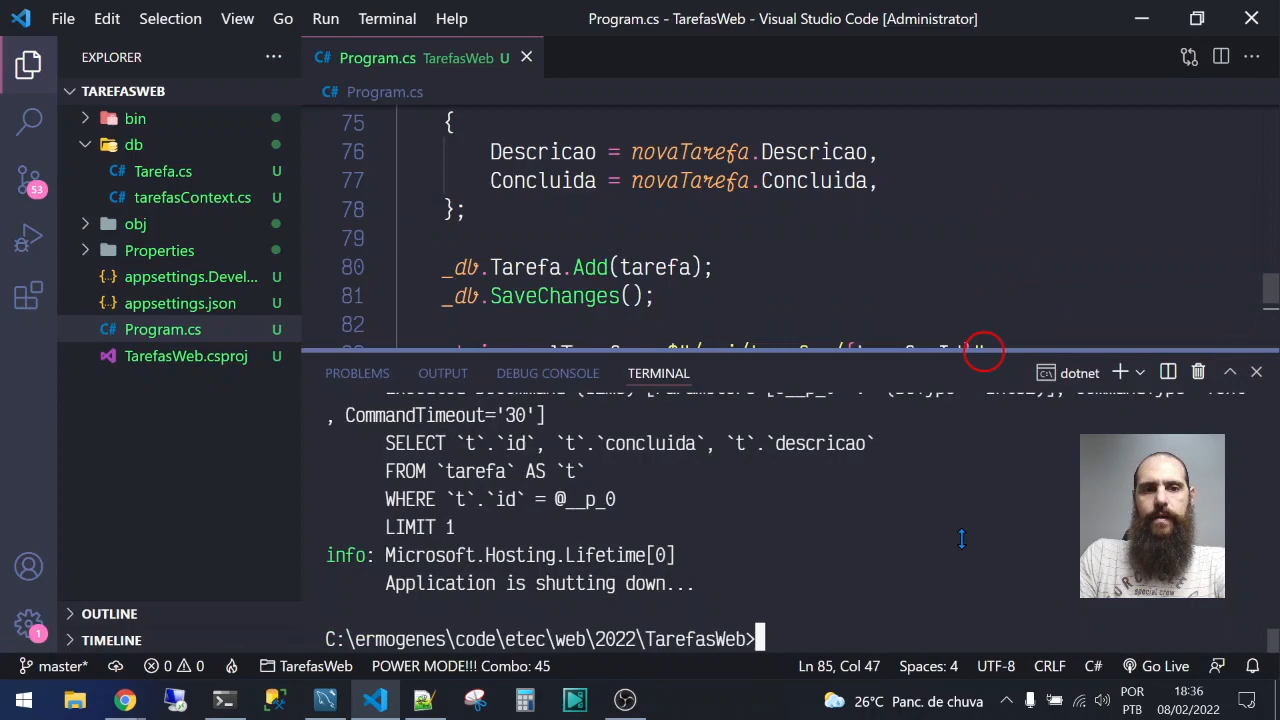 File Edit Selection View Go Run Terminal Help Program.cs - TarefasWeb - Visual Studio Code [Administrator]
EXPLORER
Program.cs TarefasWeb U
TAREFASWEB
Program.cs
bin
db
Tarefa.cs U
tarefasContext.cs U
obj
Properties
appsettings.Devel... U
appsettings.json U
Program.cs U
TarefasWeb.csproj U
OUTLINE
TIMELINE
53
1
75 {
76 Descricao = novaTarefa.Descricao,
77 Concluida = novaTarefa.Concluida,
78 };
79
80 _db.Tarefa.Add(tarefa);
81 _db.SaveChanges();
82
PROBLEMS OUTPUT DEBUG CONSOLE TERMINAL dotnet
, CommandTimeout='30']
SELECT `t`.`id`, `t`.`concluida`, `t`.`descricao`
FROM `tarefa` AS `t`
WHERE `t`.`id` = @__p_0
LIMIT 1
info: Microsoft.Hosting.Lifetime[0]
Application is shutting down...
C:\ermogenes\code\etec\web\2022\TarefasWeb>
master* 0 0 TarefasWeb POWER MODE!!! Combo: 45 Ln 85, Col 47 Spaces: 4 UTF-8 CRLF C# Go Live
26°C Panc. de chuva POR 18:36
PTB 08/02/2022